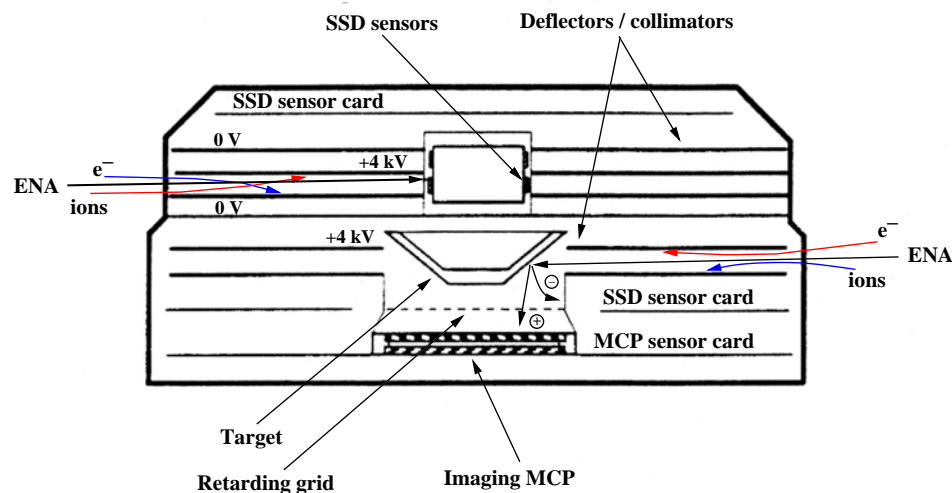 SSD sensors
Deflectors / collimators
SSD sensor card
0 V
e−
+4 kV
ENA
ions
0 V
+4 kV
e−
ENA
ions
−
SSD sensor card
+
MCP sensor card
Target
Retarding grid
Imaging MCP